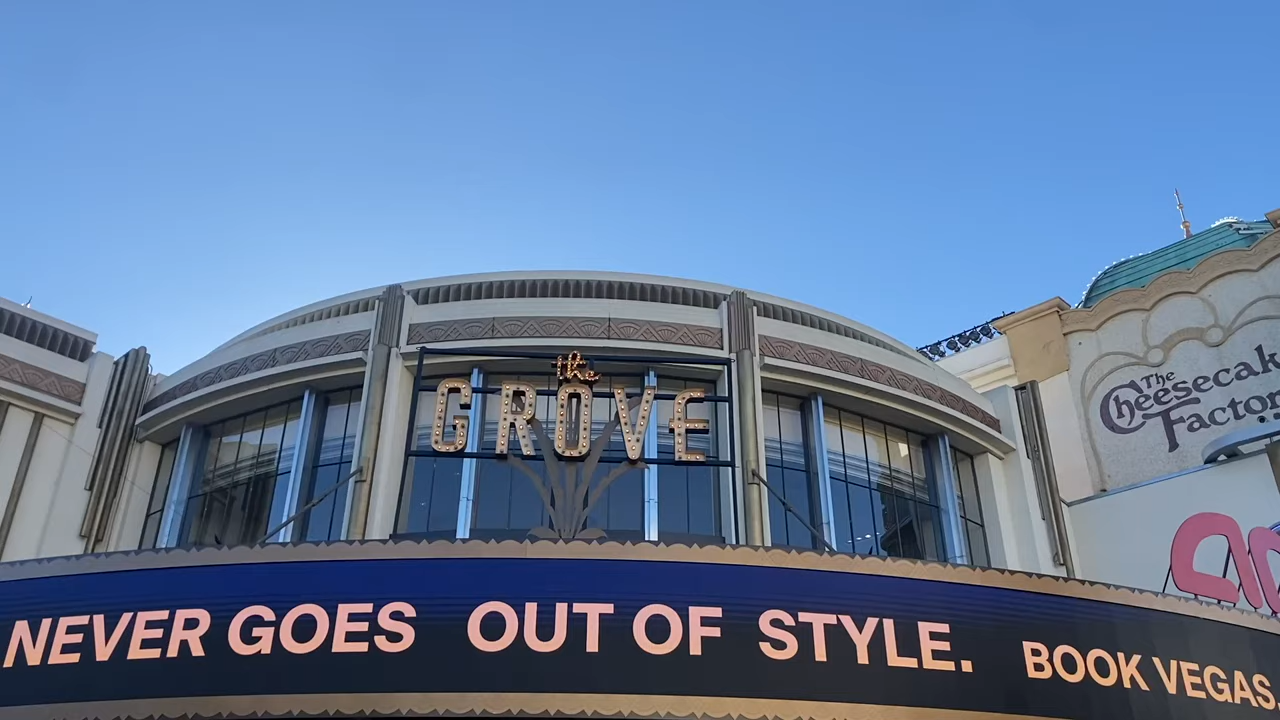 the
GROVE
The
Cheesecak
Factor
NEVER GOES OUT OF STYLE. BOOK VEGAS